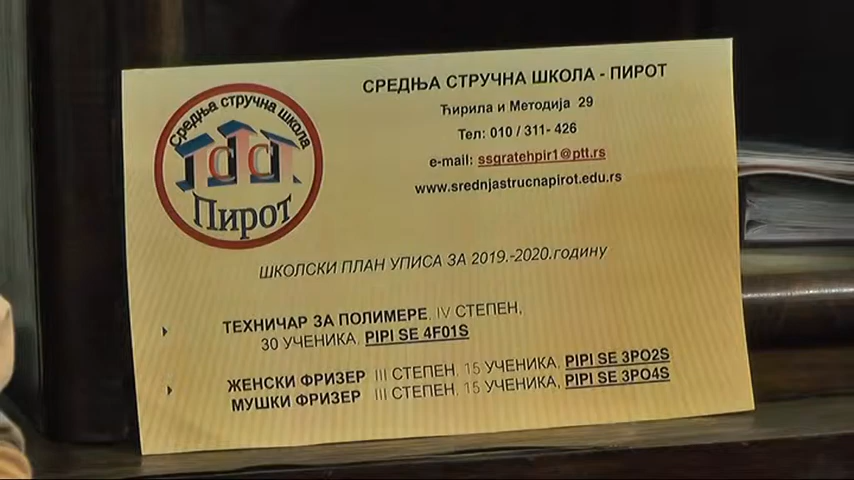 Средња стручна школа
ССШ
Пирот
СРЕДЊА СТРУЧНА ШКОЛА - ПИРОТ
Ћирила и Методија 29
Тел: 010 / 311- 426
e-mail: ssgratehpir1@ptt.rs
www.srednjastrucnapirot.edu.rs
ШКОЛСКИ ПЛАН УПИСА ЗА 2019.-2020.годину
ТЕХНИЧАР ЗА ПОЛИМЕРЕ, IV СТЕПЕН,
30 УЧЕНИКА, PIPI SE 4F01S
ЖЕНСКИ ФРИЗЕР III СТЕПЕН, 15 УЧЕНИКА, PIPI SE 3PO2S
МУШКИ ФРИЗЕР III СТЕПЕН, 15 УЧЕНИКА, PIPI SE 3PO4S